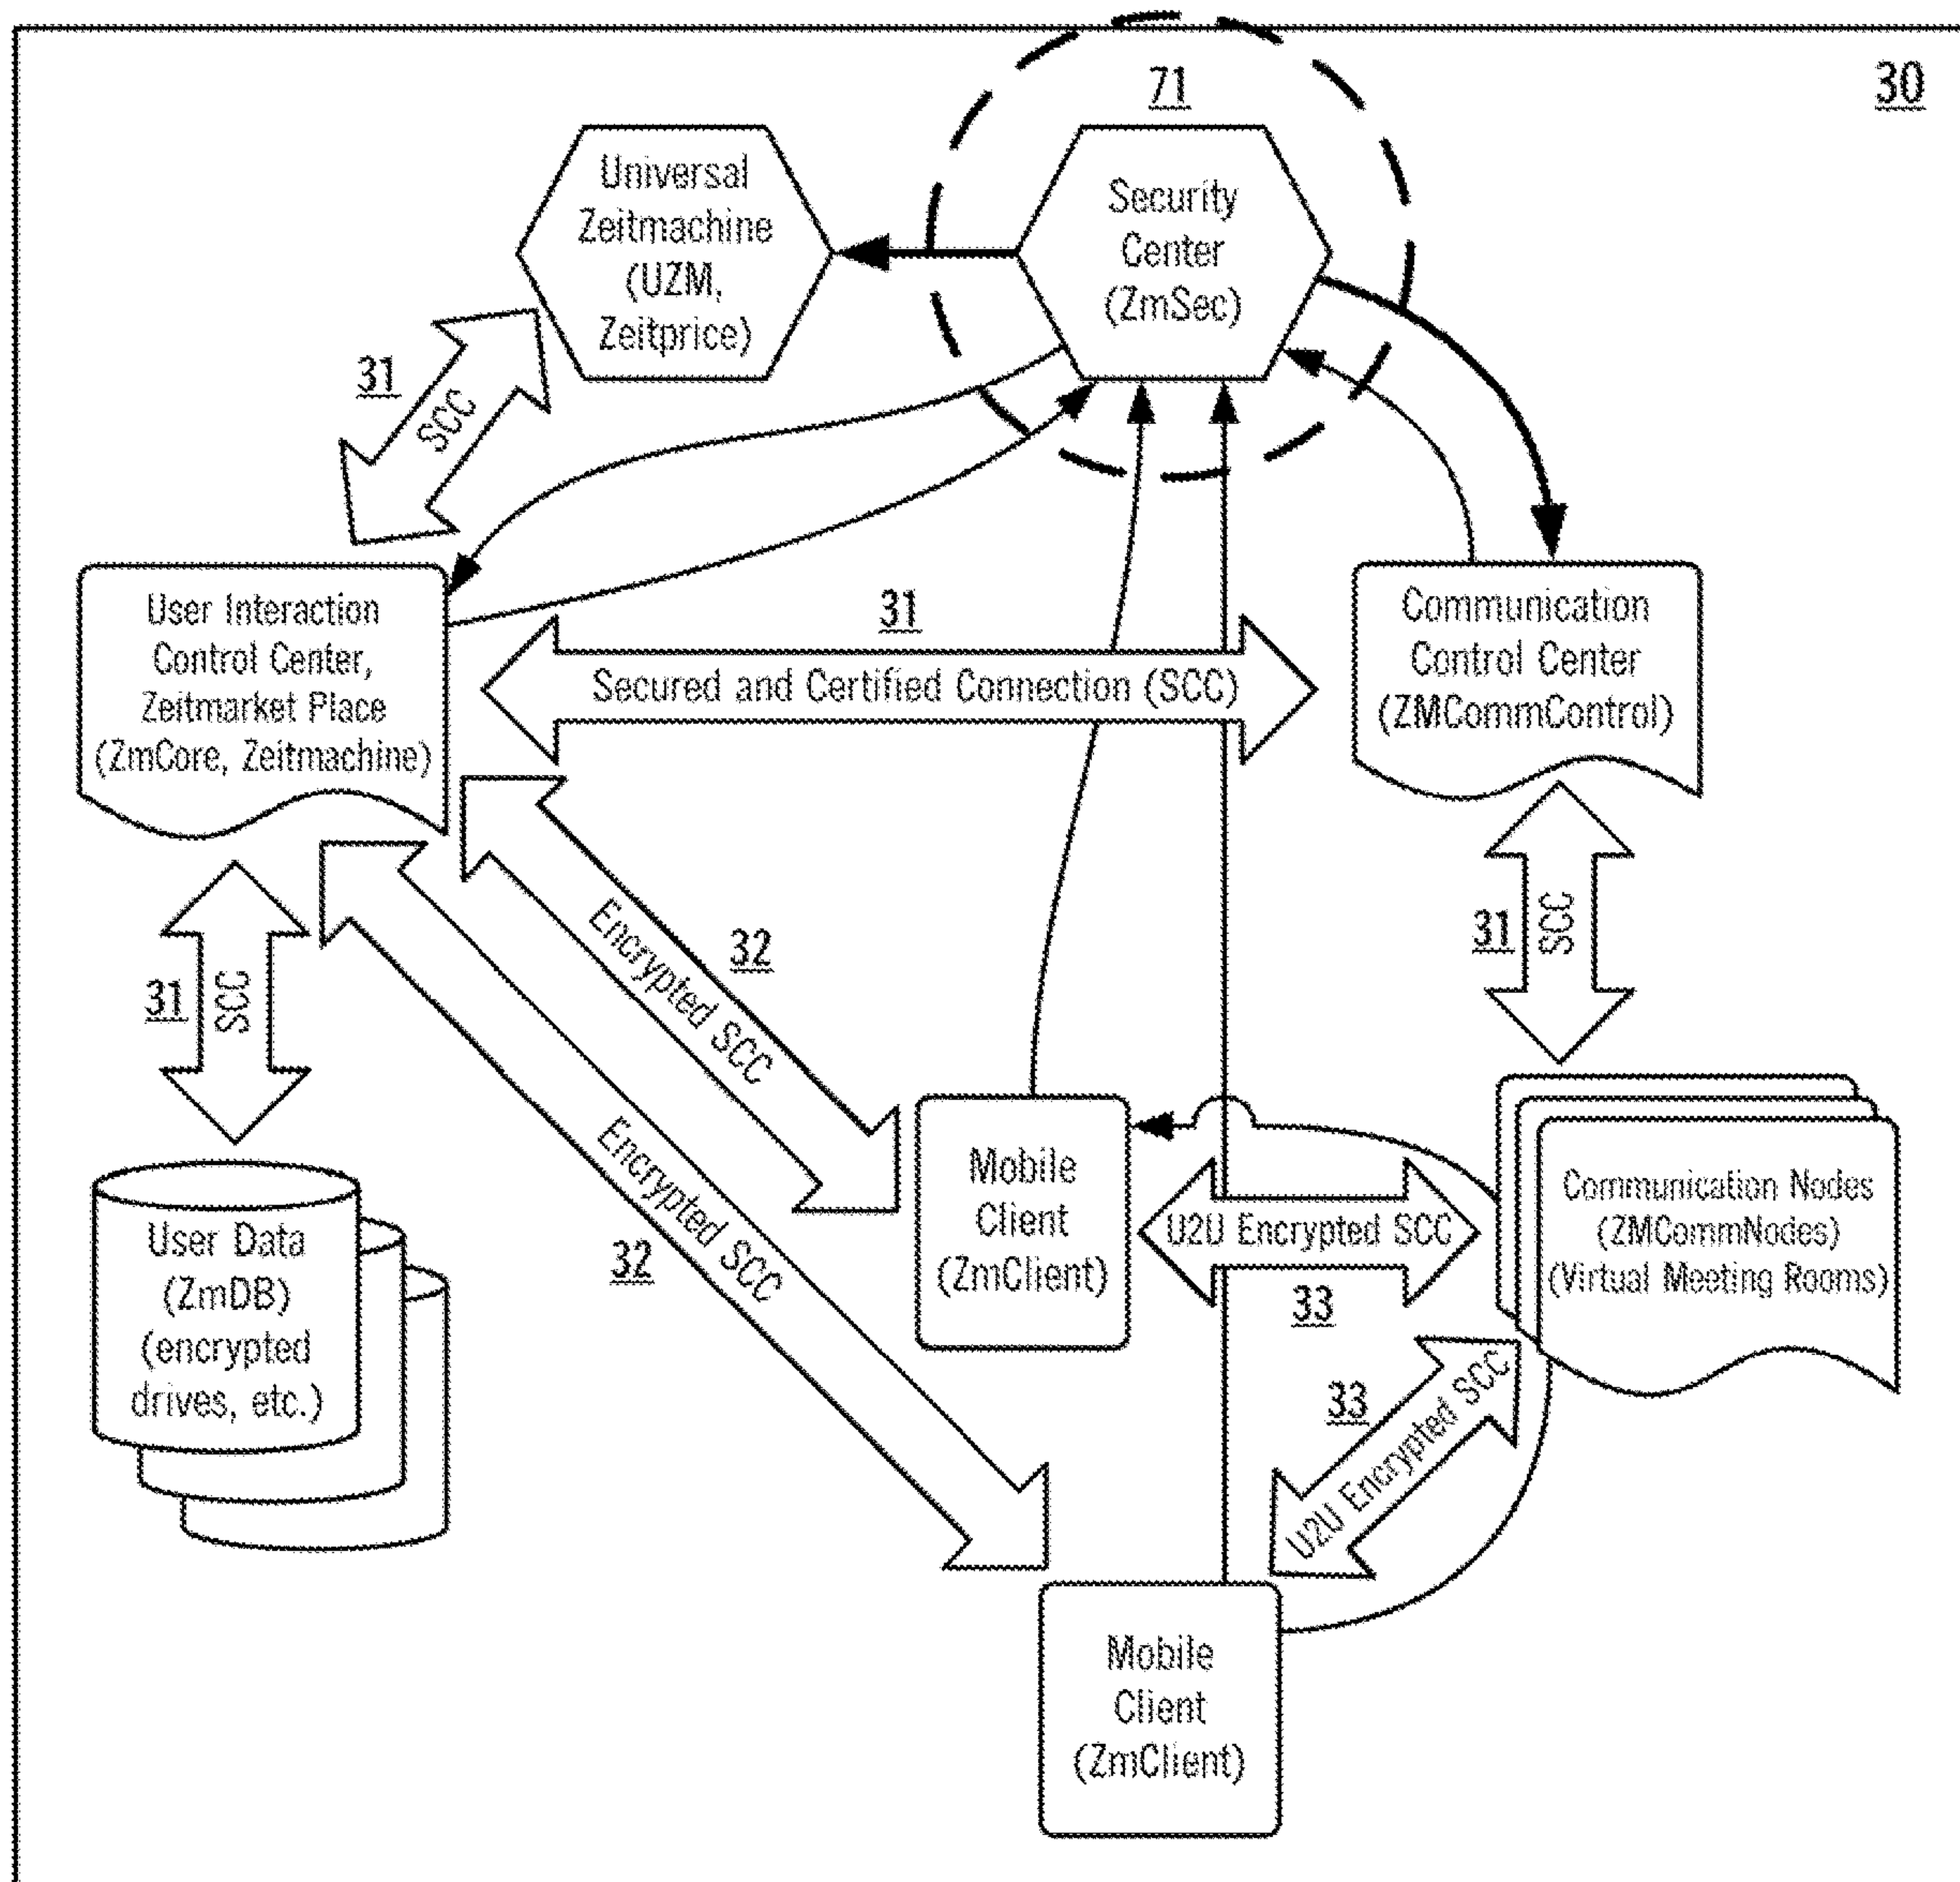 30
71
Universal
Zeitmachine
(UZM,
Zeitprice)
Security
Center
(ZmSec)
31
SCC
User Interaction
Control Center,
Zeitmarket Place
(ZmCore, Zeitmachine)
31
Secured and Certified Connection (SCC)
Communication
Control Center
(ZMCommControl)
31
SCC
32
Encrypted SCC
31
SCC
32
Encrypted SCC
User Data
(ZmDB)
(encrypted
drives, etc.)
Mobile
Client
(ZmClient)
U2U Encrypted SCC
33
Communication Nodes
(ZMCommNodes)
(Virtual Meeting Rooms)
33
U2U Encrypted SCC
Mobile
Client
(ZmClient)